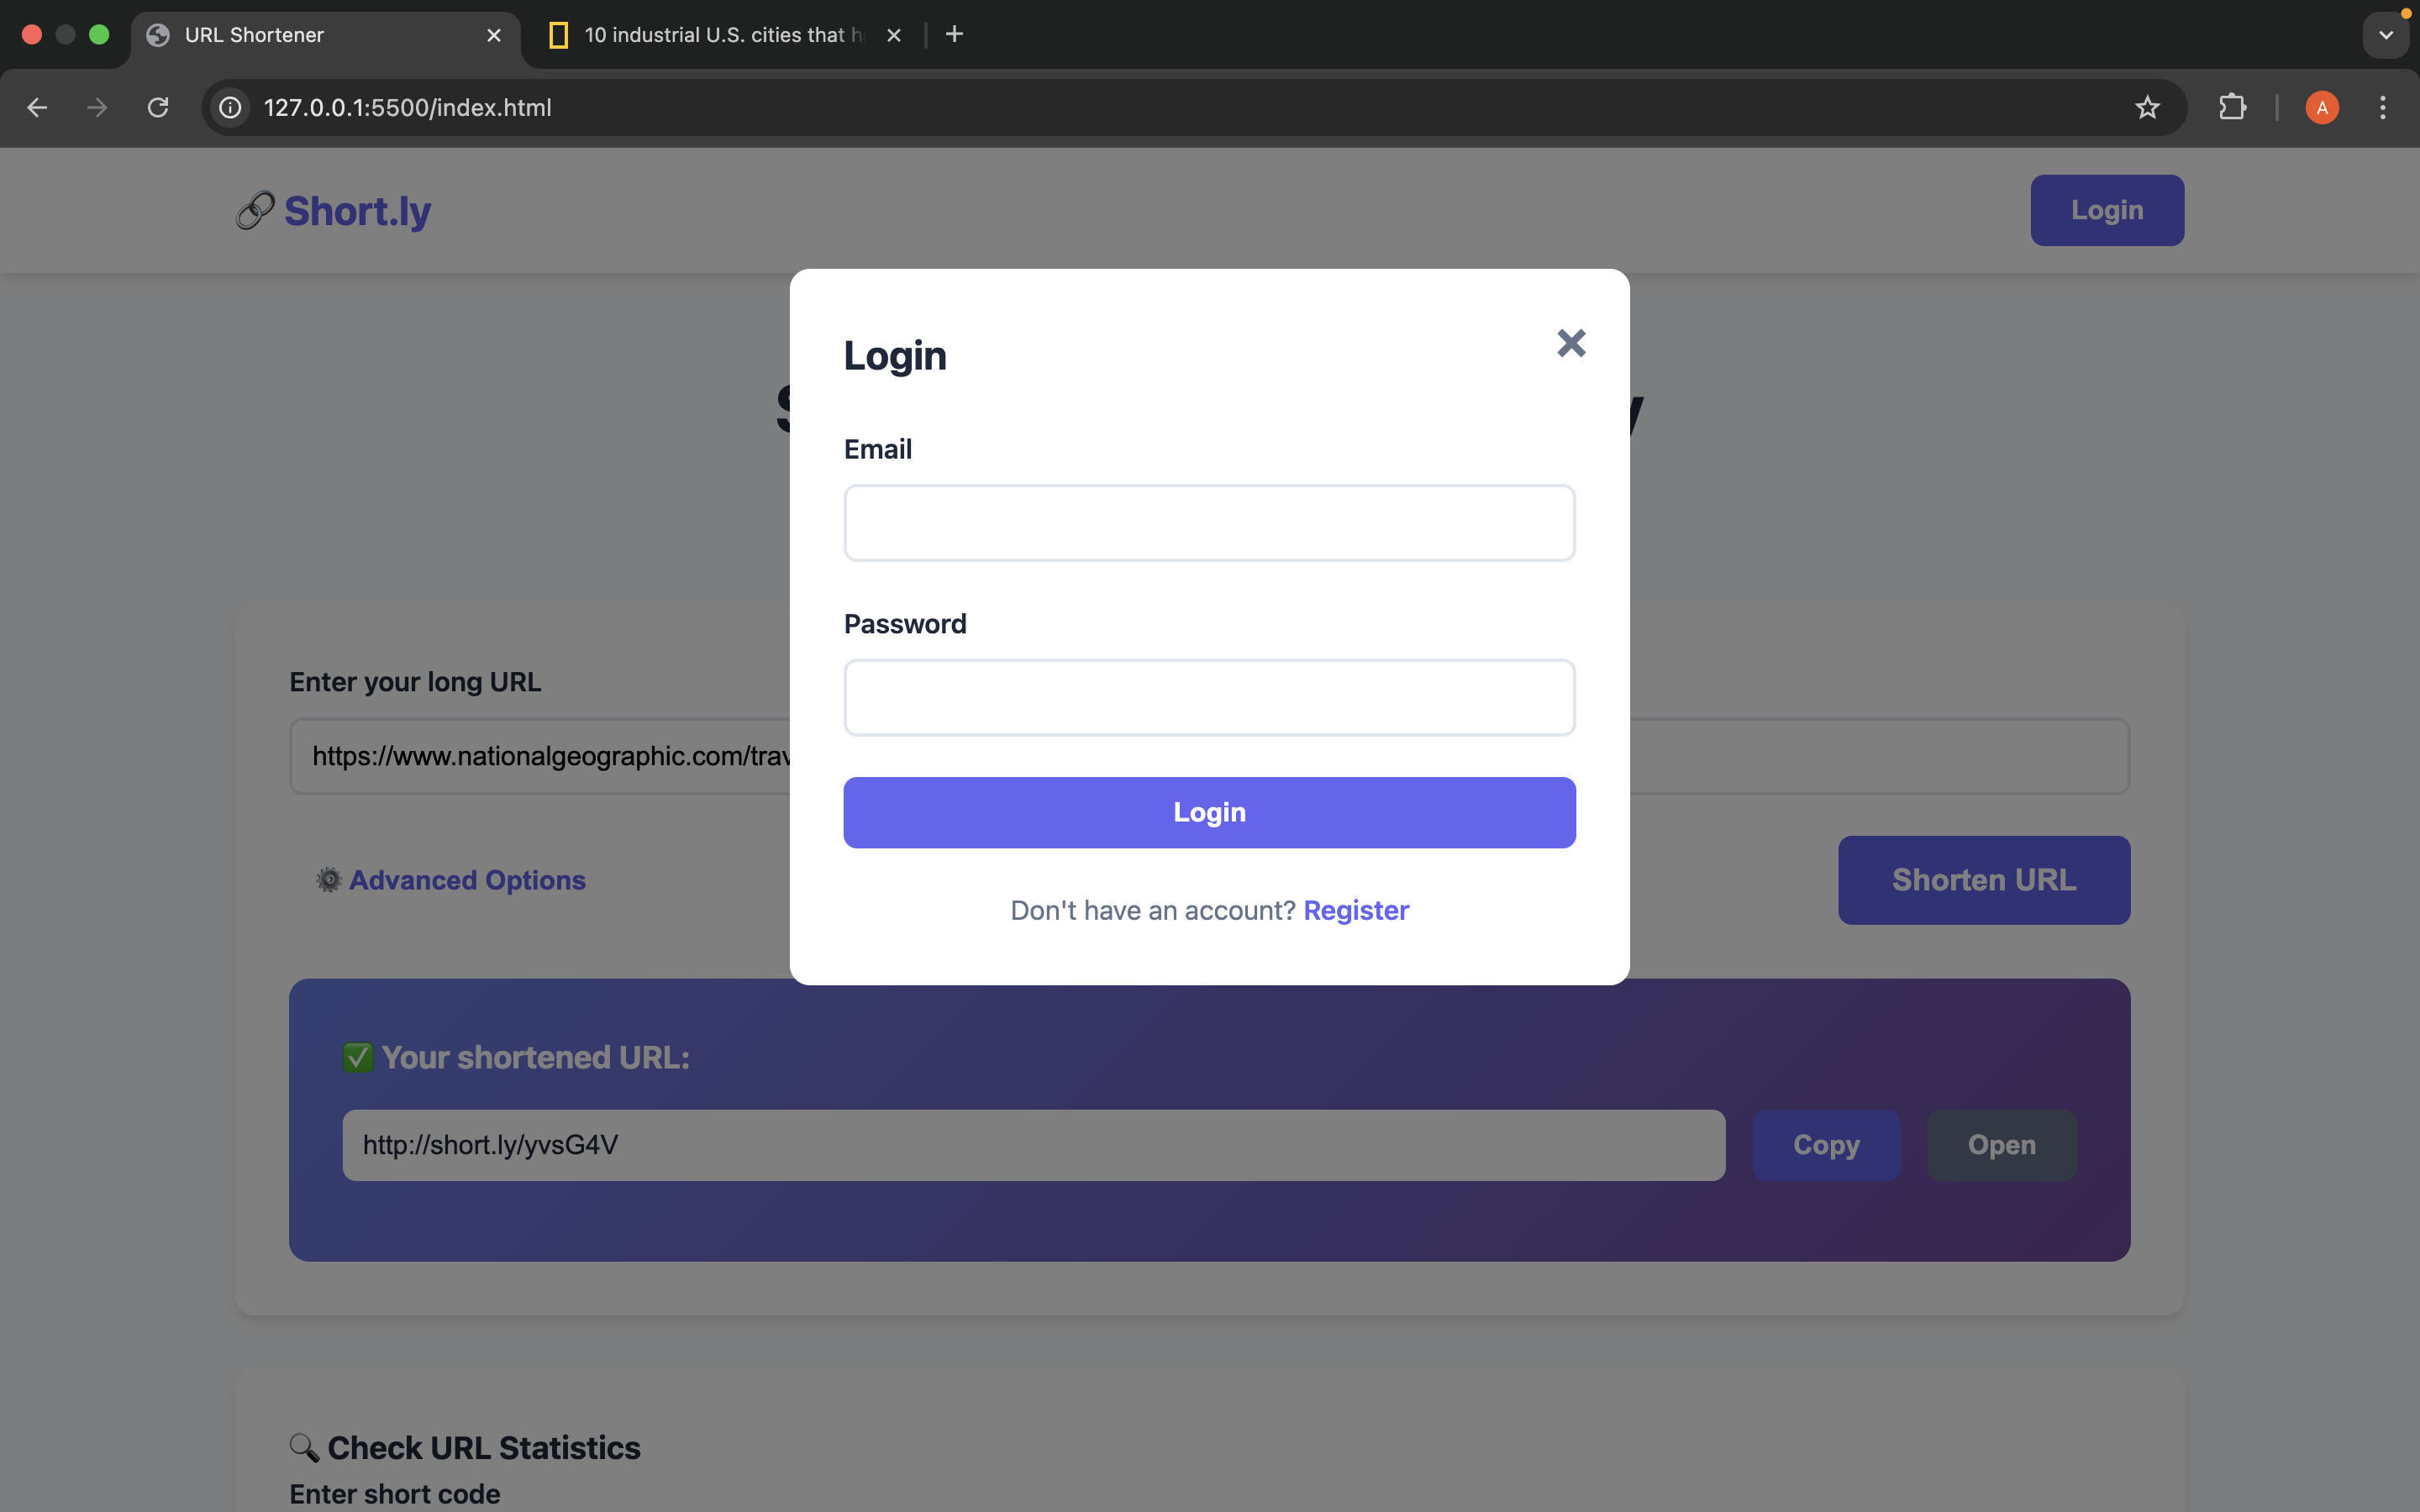 URL Shortener
10 industrial U.S. cities that
127.0.0.1:5500/index.html
A
Short.ly
Login
Login
Email
Password
Login
Don't have an account? Register
Enter your long URL
https://www.nationalgeographic.com/trav
Advanced Options
Shorten URL
Your shortened URL:
http://short.ly/yvsG4V
Copy
Open
Check URL Statistics
Enter short code